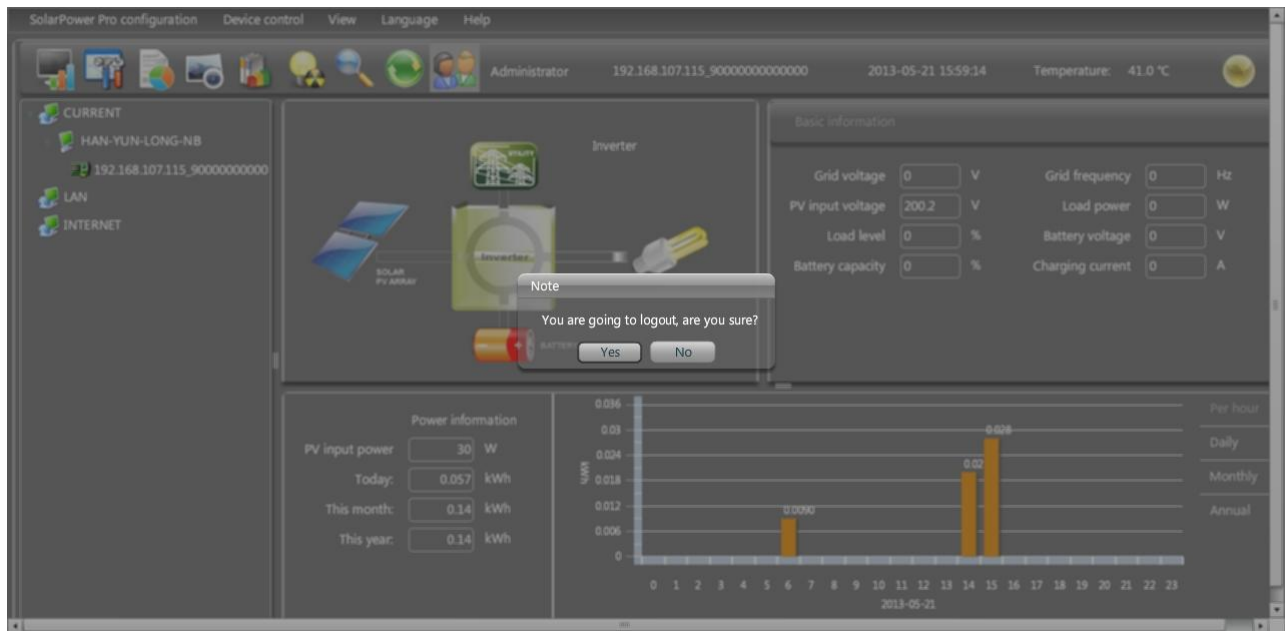 SolarPower Pro configuration Device control View Language Help
Administrator 192.168.107.115_90000000000000 2013-05-21 15:59:14 Temperature: 41.0 ℃
CURRENT
HAN-YUN-LONG-NB
192.168.107.115_90000000000
LAN
INTERNET
UTILITY
Inverter
Inverter
SOLAR
PV ARRAY
BATTERY
Basic information
Grid voltage 0 V Grid frequency 0 Hz
PV input voltage 200.2 V Load power 0 W
Load level 0 % Battery voltage 0 V
Battery capacity 0 % Charging current 0 A
Note
You are going to logout, are you sure?
Yes No
Power information
PV input power 30 W
Today: 0.057 kWh
This month: 0.14 kWh
This year: 0.14 kWh
kWh
0.036
0.03
0.024
0.018
0.012
0.006
0
0.0090
0.02
0.028
0 1 2 3 4 5 6 7 8 9 10 11 12 13 14 15 16 17 18 19 20 21 22 23
2013-05-21
Per hour
Daily
Monthly
Annual